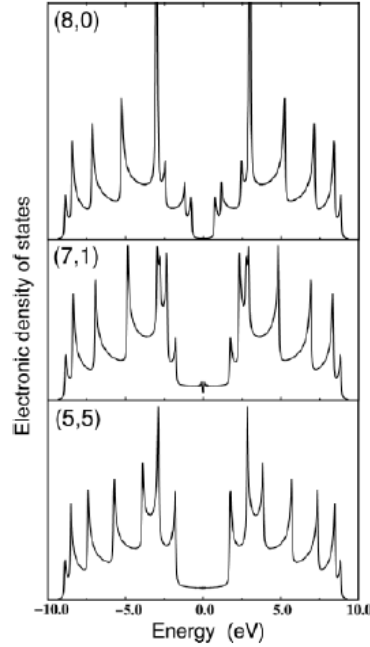 (8,0)
(7,1)
(5,5)
Electronic density of states
-10.0 -5.0 0.0 5.0 10.0
Energy (eV)